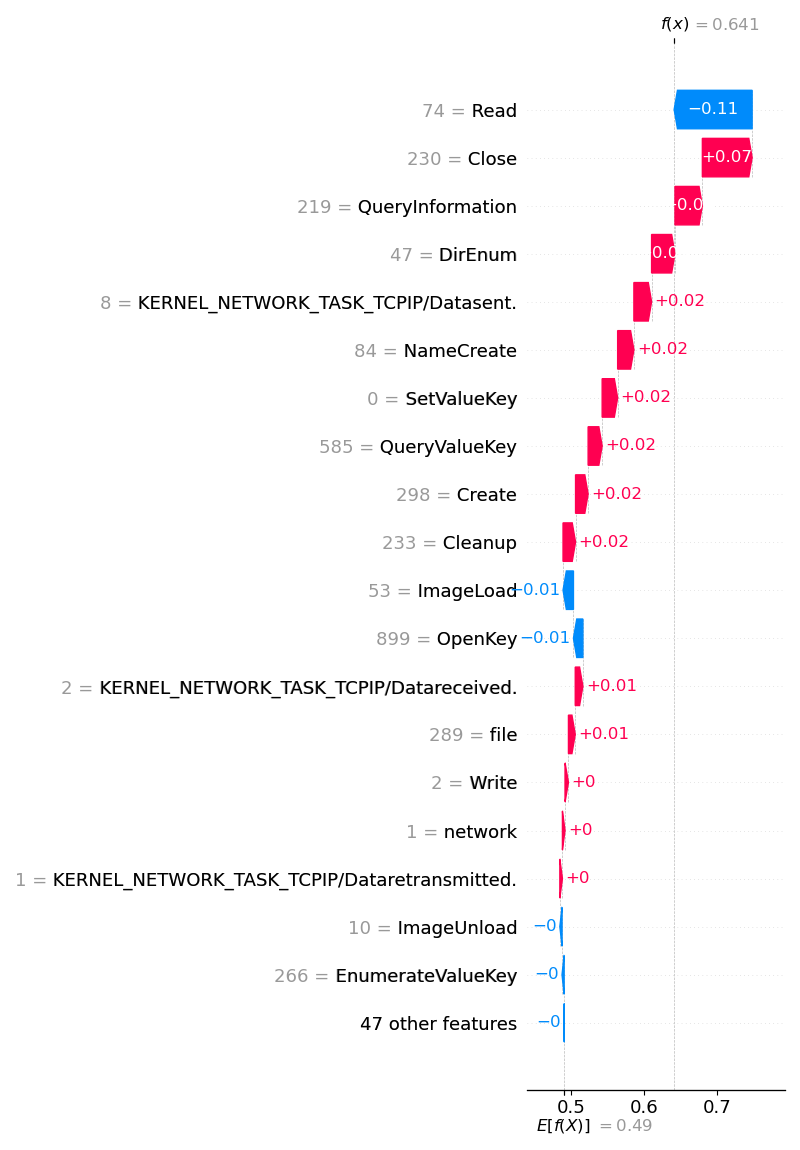 f(x) = 0.641
74 = Read −0.11
230 = Close +0.07
219 = QueryInformation
47 = DirEnum
8 = KERNEL_NETWORK_TASK_TCPIP/Datasent. +0.02
84 = NameCreate +0.02
0 = SetValueKey +0.02
585 = QueryValueKey +0.02
298 = Create +0.02
233 = Cleanup +0.02
53 = ImageLoad −0.01
899 = OpenKey −0.01
2 = KERNEL_NETWORK_TASK_TCPIP/Datareceived. +0.01
289 = file +0.01
2 = Write +0
1 = network +0
1 = KERNEL_NETWORK_TASK_TCPIP/Dataretransmitted. +0
10 = ImageUnload −0
266 = EnumerateValueKey −0
47 other features −0
0.5 0.6 0.7
E[f(X)] = 0.49